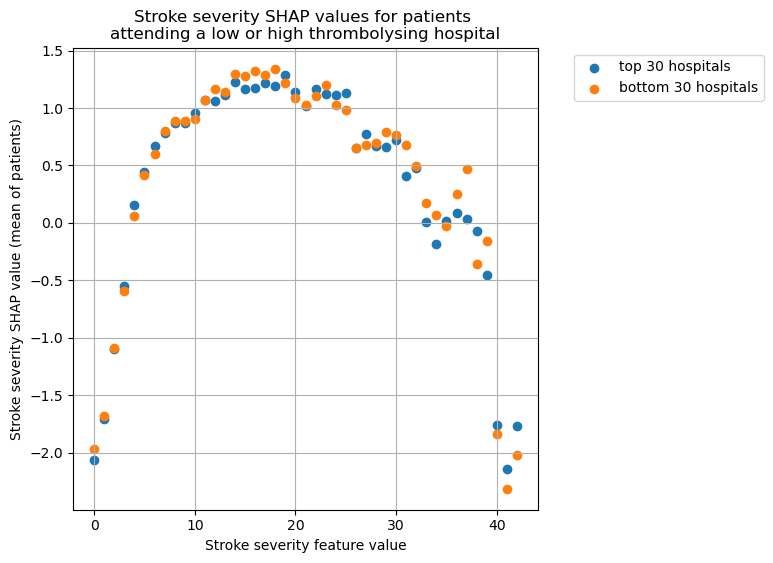 Stroke severity SHAP values for patients
attending a low or high thrombolysing hospital
1.5
1.0
0.5
0.0
−0.5
−1.0
−1.5
−2.0
Stroke severity SHAP value (mean of patients)
0
10
20
30
40
Stroke severity feature value
top 30 hospitals
bottom 30 hospitals